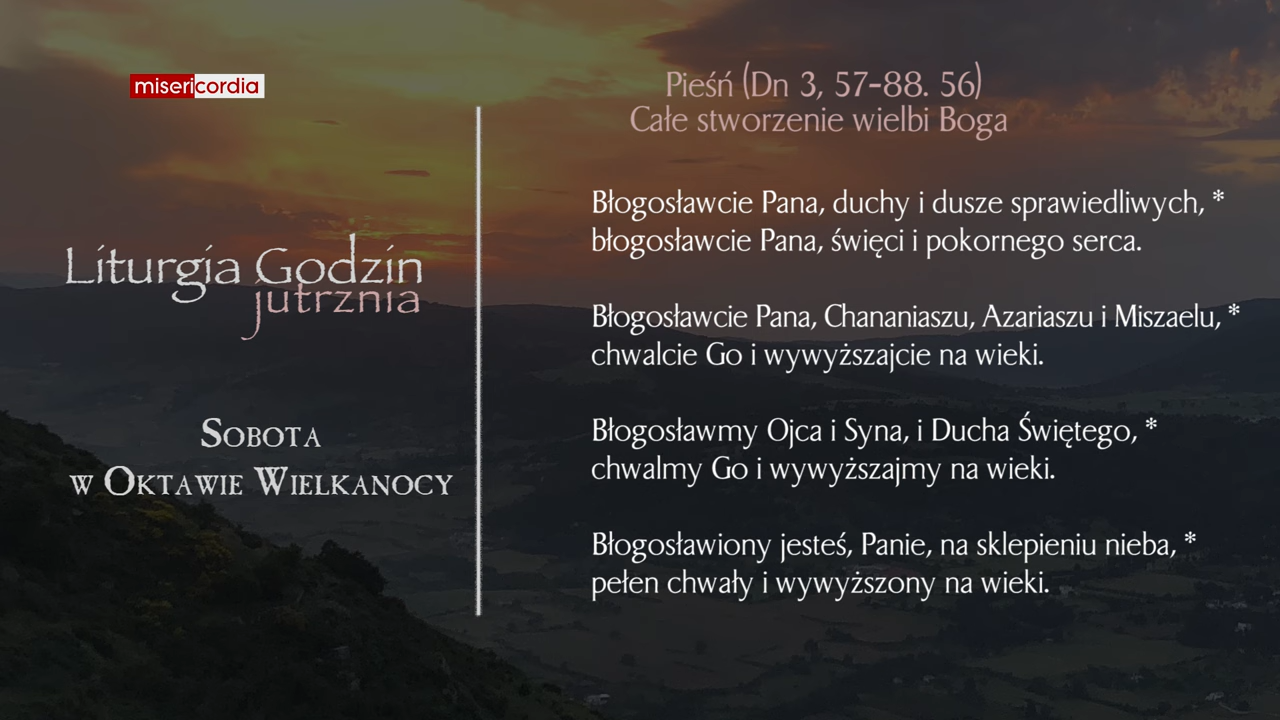 misericordia
Liturgia Godzin
jutrznia
Sobota
w Oktawie Wielkanocy
Pieśń (Dn 3, 57-88. 56)
Całe stworzenie wielbi Boga
Błogosławcie Pana, duchy i dusze sprawiedliwych, *
błogosławcie Pana, święci i pokornego serca.
Błogosławcie Pana, Chananiaszu, Azariaszu i Miszaelu, *
chwalcie Go i wywyższajcie na wieki.
Błogosławmy Ojca i Syna, i Ducha Świętego, *
chwalmy Go i wywyższajmy na wieki.
Błogosławiony jesteś, Panie, na sklepieniu nieba, *
pełen chwały i wywyższony na wieki.